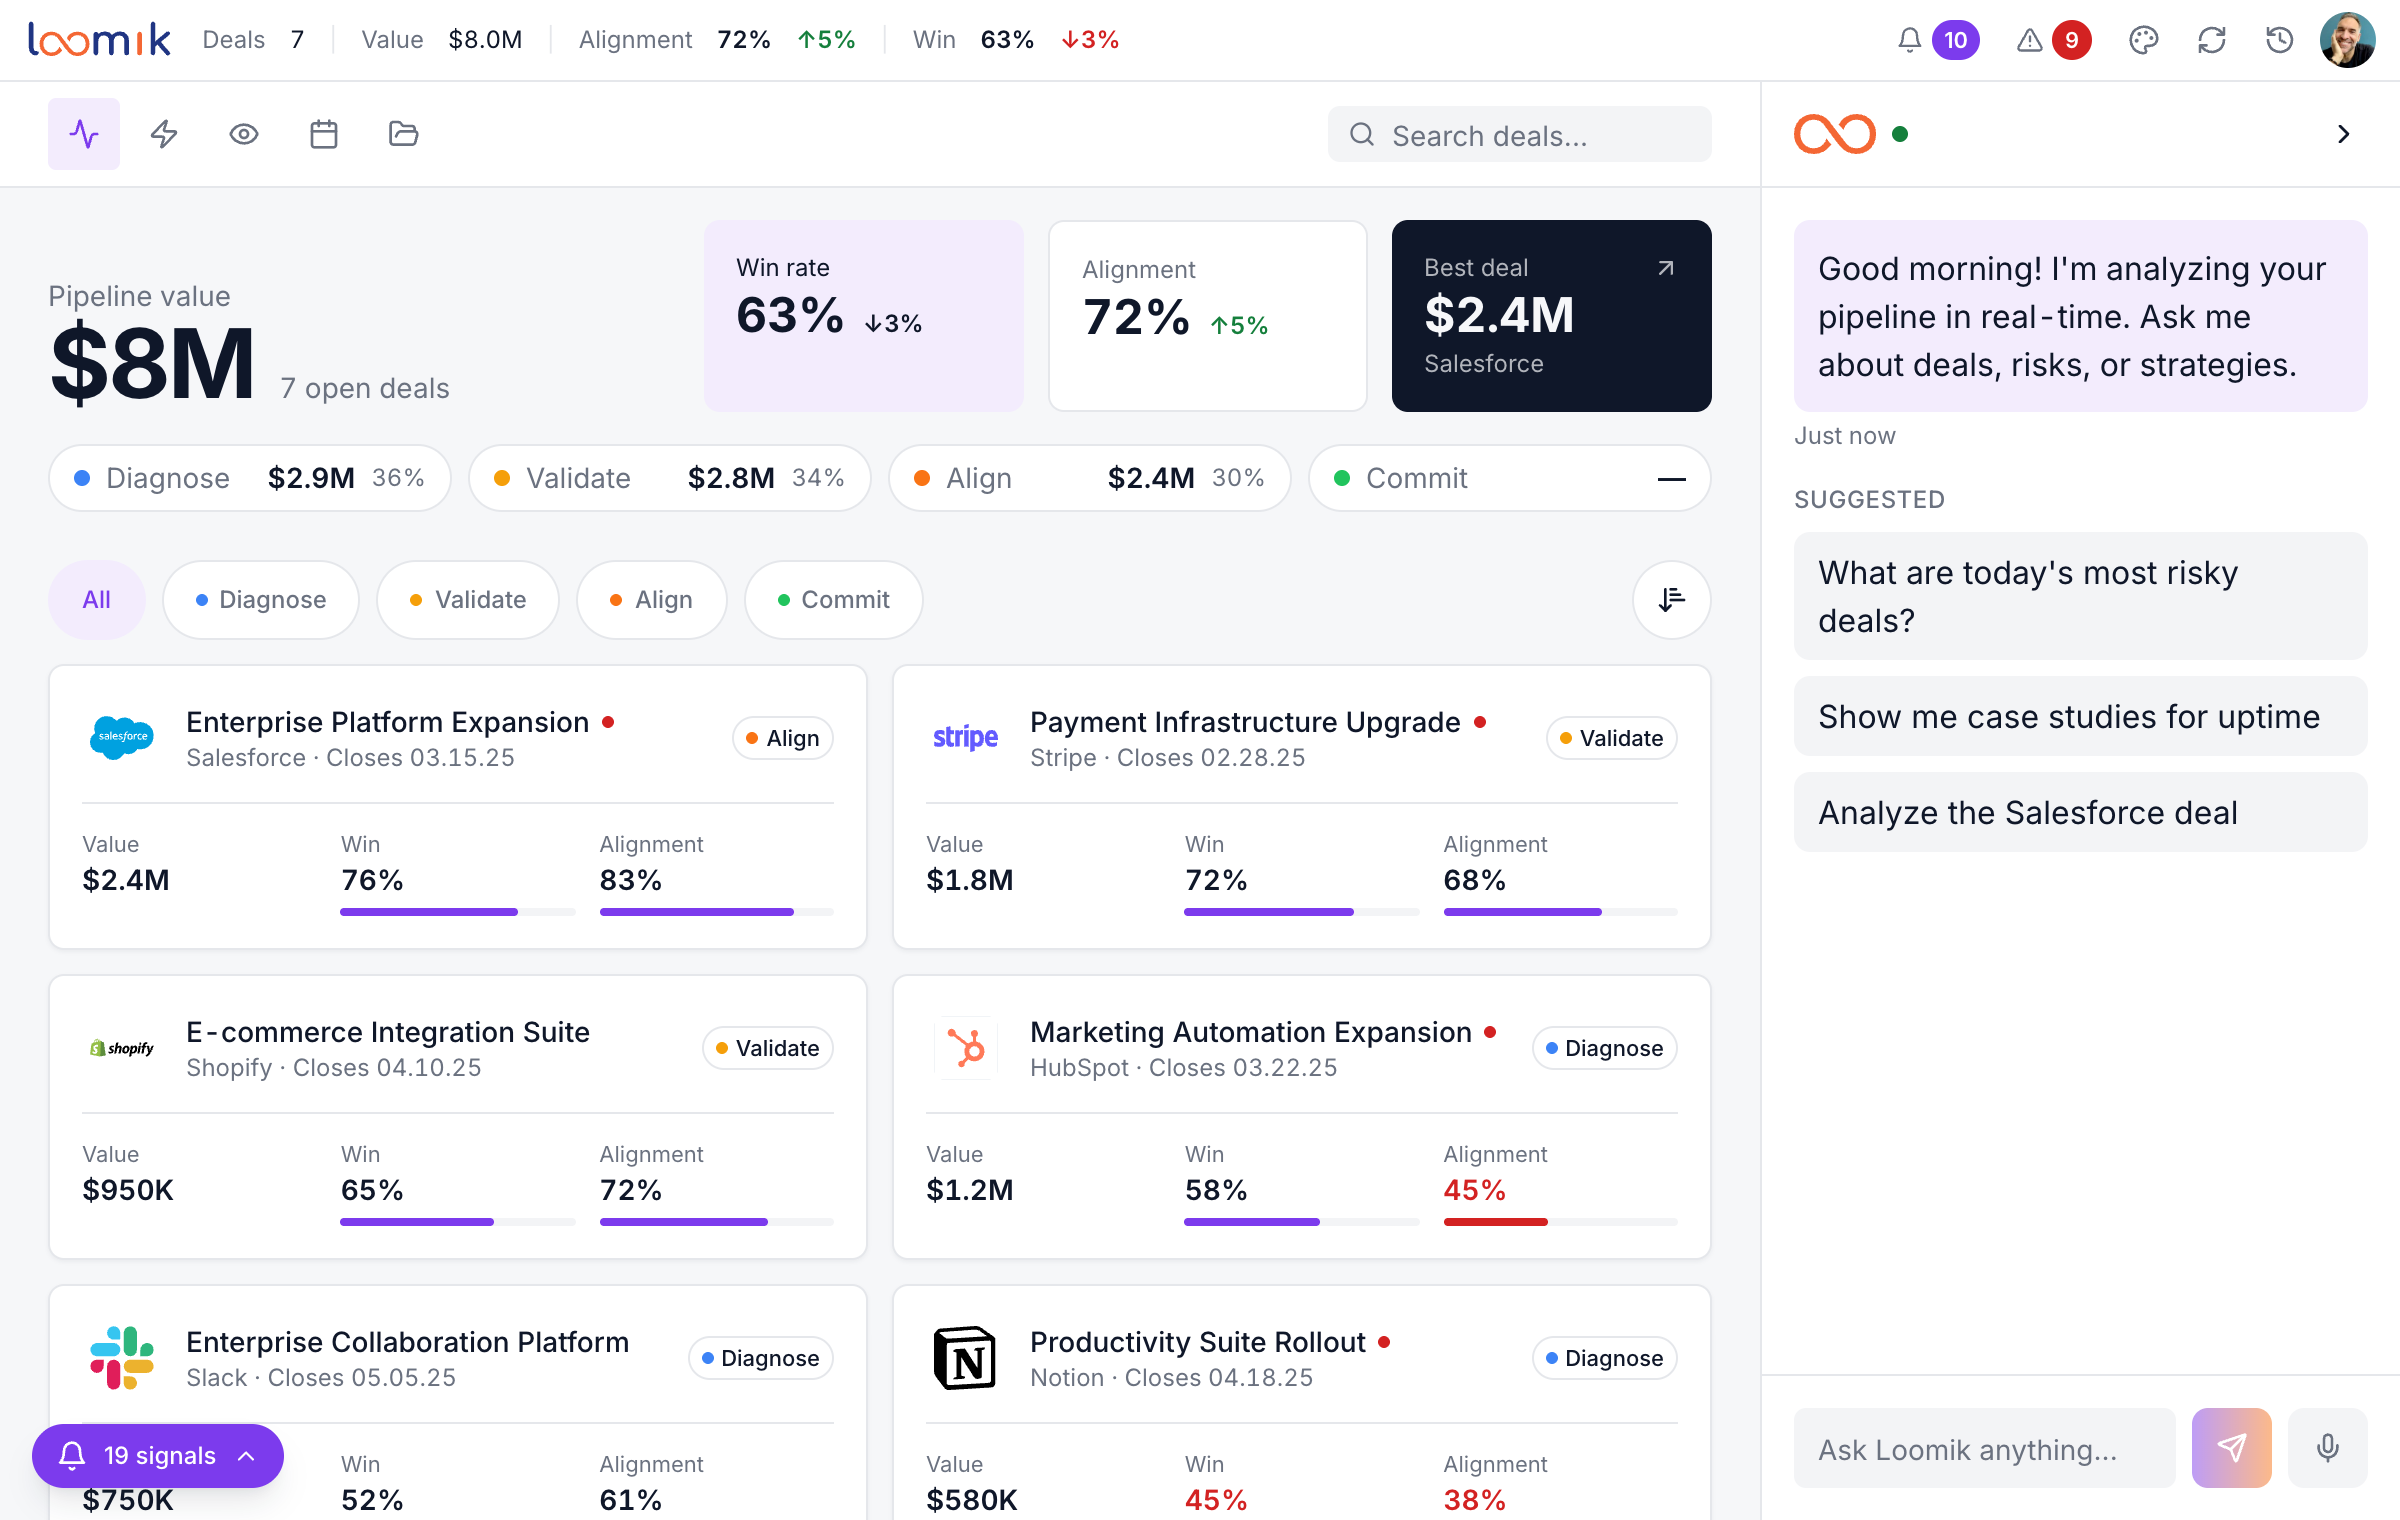 loomik Deals 7 Value $8.0M Alignment 72% ↑5% Win 63% ↓3% 10 9
Search deals...
Pipeline value
$8M 7 open deals
Win rate
63% ↓3%
Alignment
72% ↑5%
Best deal
$2.4M
Salesforce
Diagnose $2.9M 36%
Validate $2.8M 34%
Align $2.4M 30%
Commit —
All Diagnose Validate Align Commit
salesforce
Enterprise Platform Expansion
Salesforce · Closes 03.15.25
Align
Value Win Alignment
$2.4M 76% 83%
stripe
Payment Infrastructure Upgrade
Stripe · Closes 02.28.25
Validate
Value Win Alignment
$1.8M 72% 68%
shopify
E-commerce Integration Suite
Shopify · Closes 04.10.25
Validate
Value Win Alignment
$950K 65% 72%
Marketing Automation Expansion
HubSpot · Closes 03.22.25
Diagnose
Value Win Alignment
$1.2M 58% 45%
Enterprise Collaboration Platform
Slack · Closes 05.05.25
Diagnose
Win Alignment
$750K 52% 61%
N
Productivity Suite Rollout
Notion · Closes 04.18.25
Diagnose
Value Win Alignment
$580K 45% 38%
19 signals
Good morning! I'm analyzing your
pipeline in real-time. Ask me
about deals, risks, or strategies.
Just now
SUGGESTED
What are today's most risky
deals?
Show me case studies for uptime
Analyze the Salesforce deal
Ask Loomik anything...